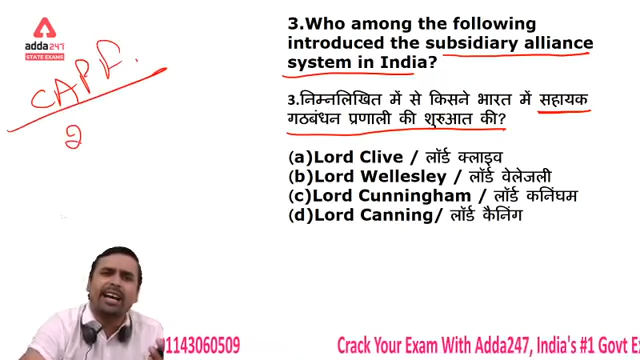 adda247
STATE EXAMS
CAPF.
2
3.Who among the following
introduced the subsidiary alliance
system in India?
3.निम्नलिखित में से किसने भारत में सहायक
गठबंधन प्रणाली की शुरुआत की?
(a)Lord Clive / लॉर्ड क्लाइव
(b)Lord Wellesley / लॉर्ड वेलेजली
(c)Lord Cunningham / लॉर्ड कनिंघम
(d)Lord Canning/ लॉर्ड कैनिंग
91143060509
Crack Your Exam With Adda247, India's #1 Govt E